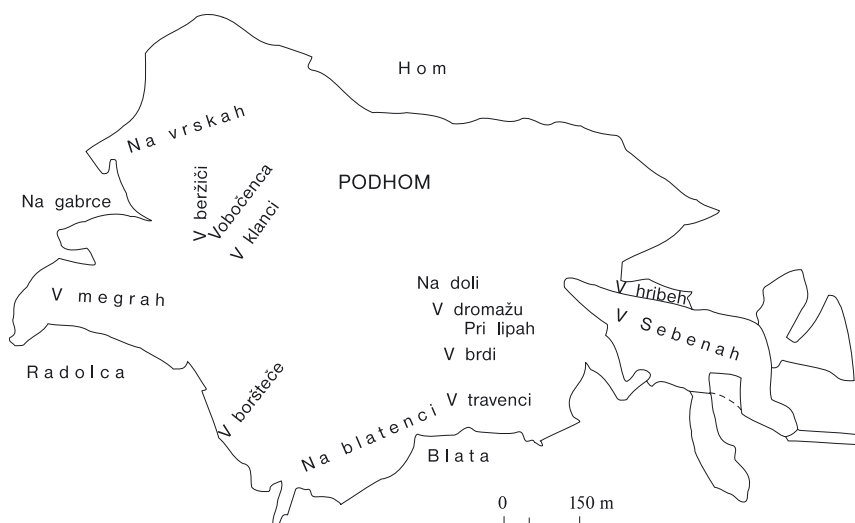 Hom
Na vrskah
PODHOM
V beržiči
Vobočenca
V klanci
Na gabrce
V megrah
Na doli
V hribeh
V dromažu
Pri lipah
V Sebenah
V brdi
Radolca
V boršteče
V travenci
Na blatenci
Blata
0 150 m